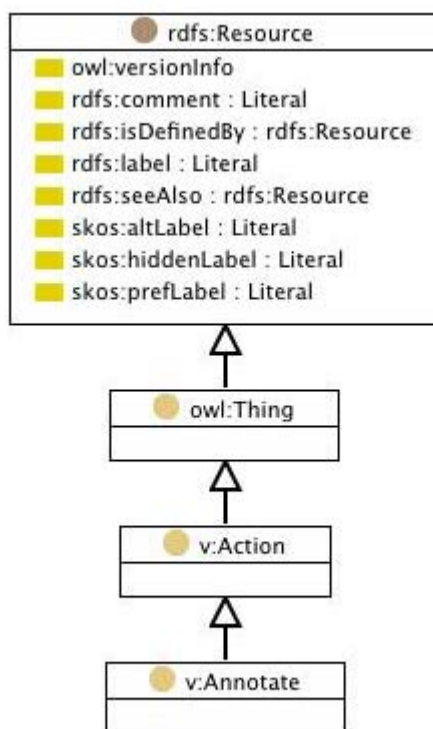 rdfs:Resource
owl:versionInfo
rdfs:comment : Literal
rdfs:isDefinedBy : rdfs:Resource
rdfs:label : Literal
rdfs:seeAlso : rdfs:Resource
skos:altLabel : Literal
skos:hiddenLabel : Literal
skos:prefLabel : Literal
owl:Thing
v:Action
v:Annotate